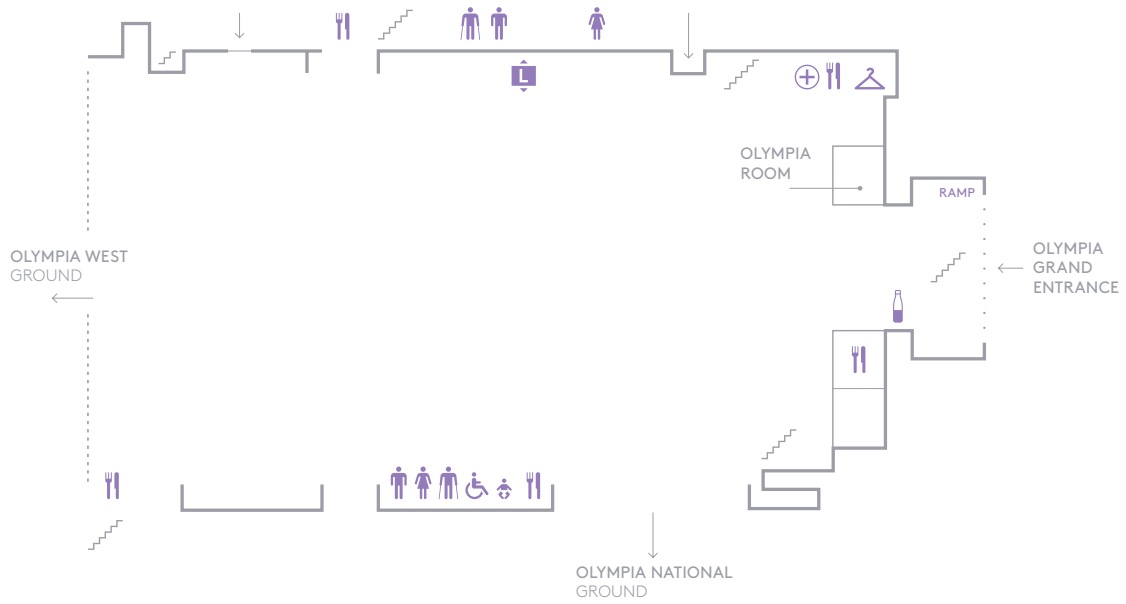 L
OLYMPIA
ROOM
RAMP
OLYMPIA WEST
GROUND
OLYMPIA
GRAND
ENTRANCE
OLYMPIA NATIONAL
GROUND